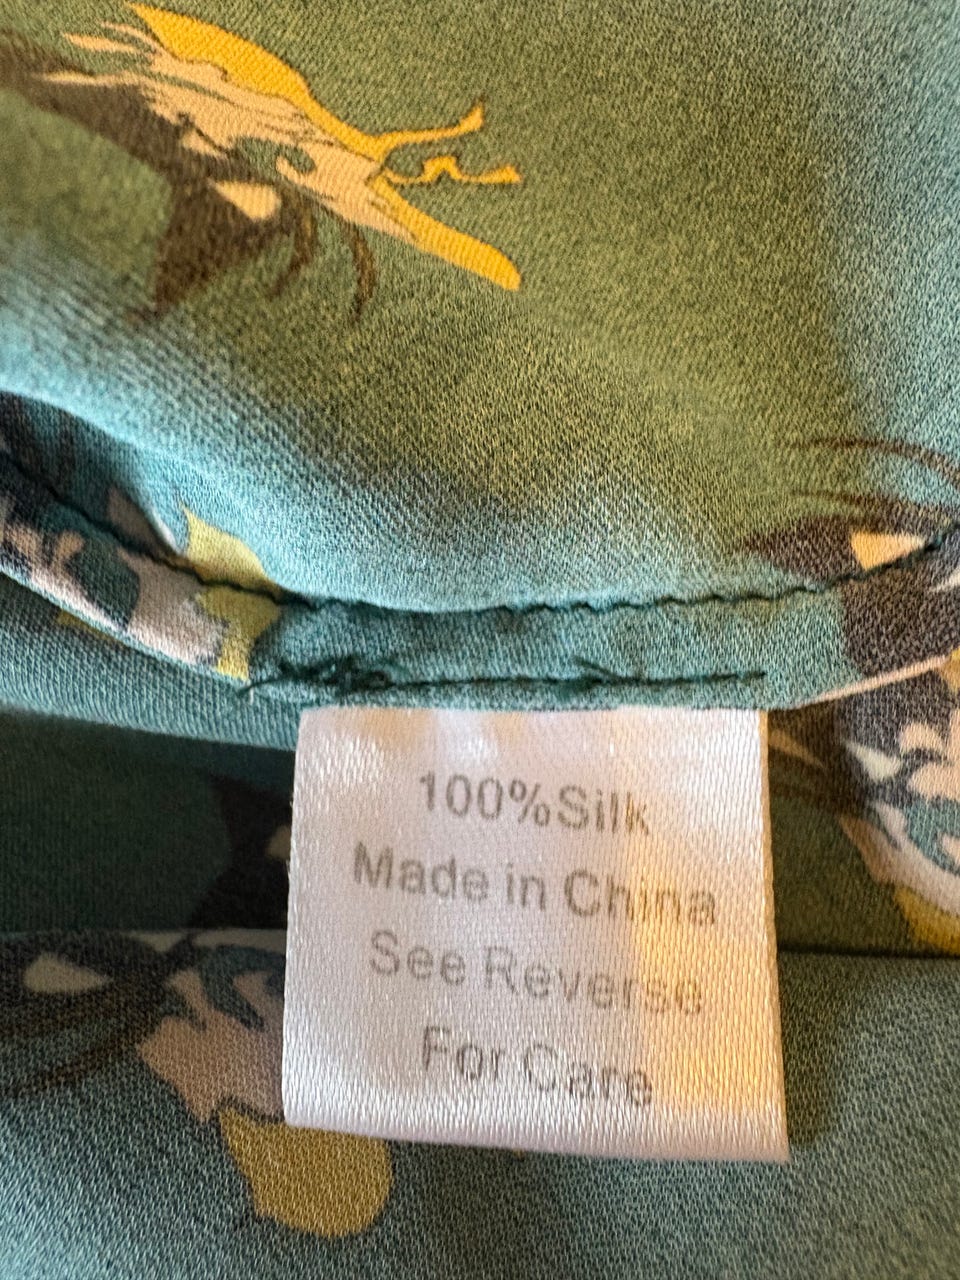 100%Silk
Made in China
See Reverse
For Care